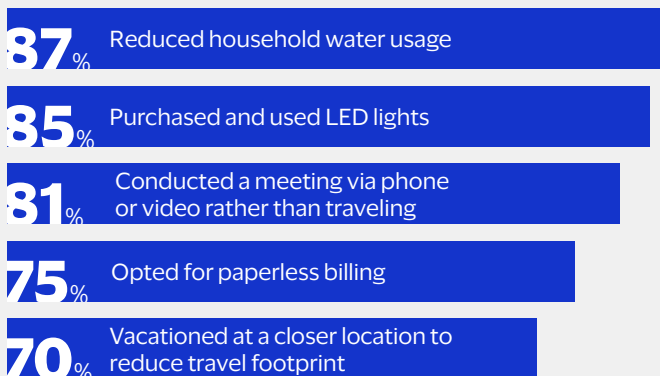 87% Reduced household water usage
85% Purchased and used LED lights
81% Conducted a meeting via phone
or video rather than traveling
75% Opted for paperless billing
70% Vacationed at a closer location to
reduce travel footprint